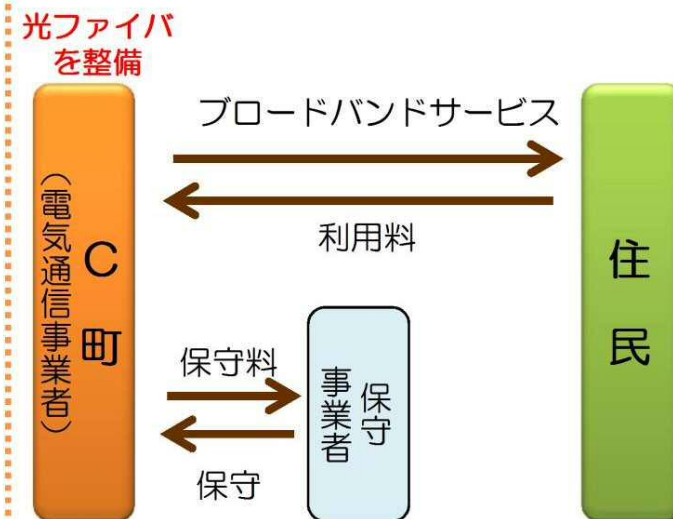 光ファイバ
を整備
ブロードバンドサービス
利用料
C町
（電気通信事業者）
住民
保守料
保守
保守
事業者